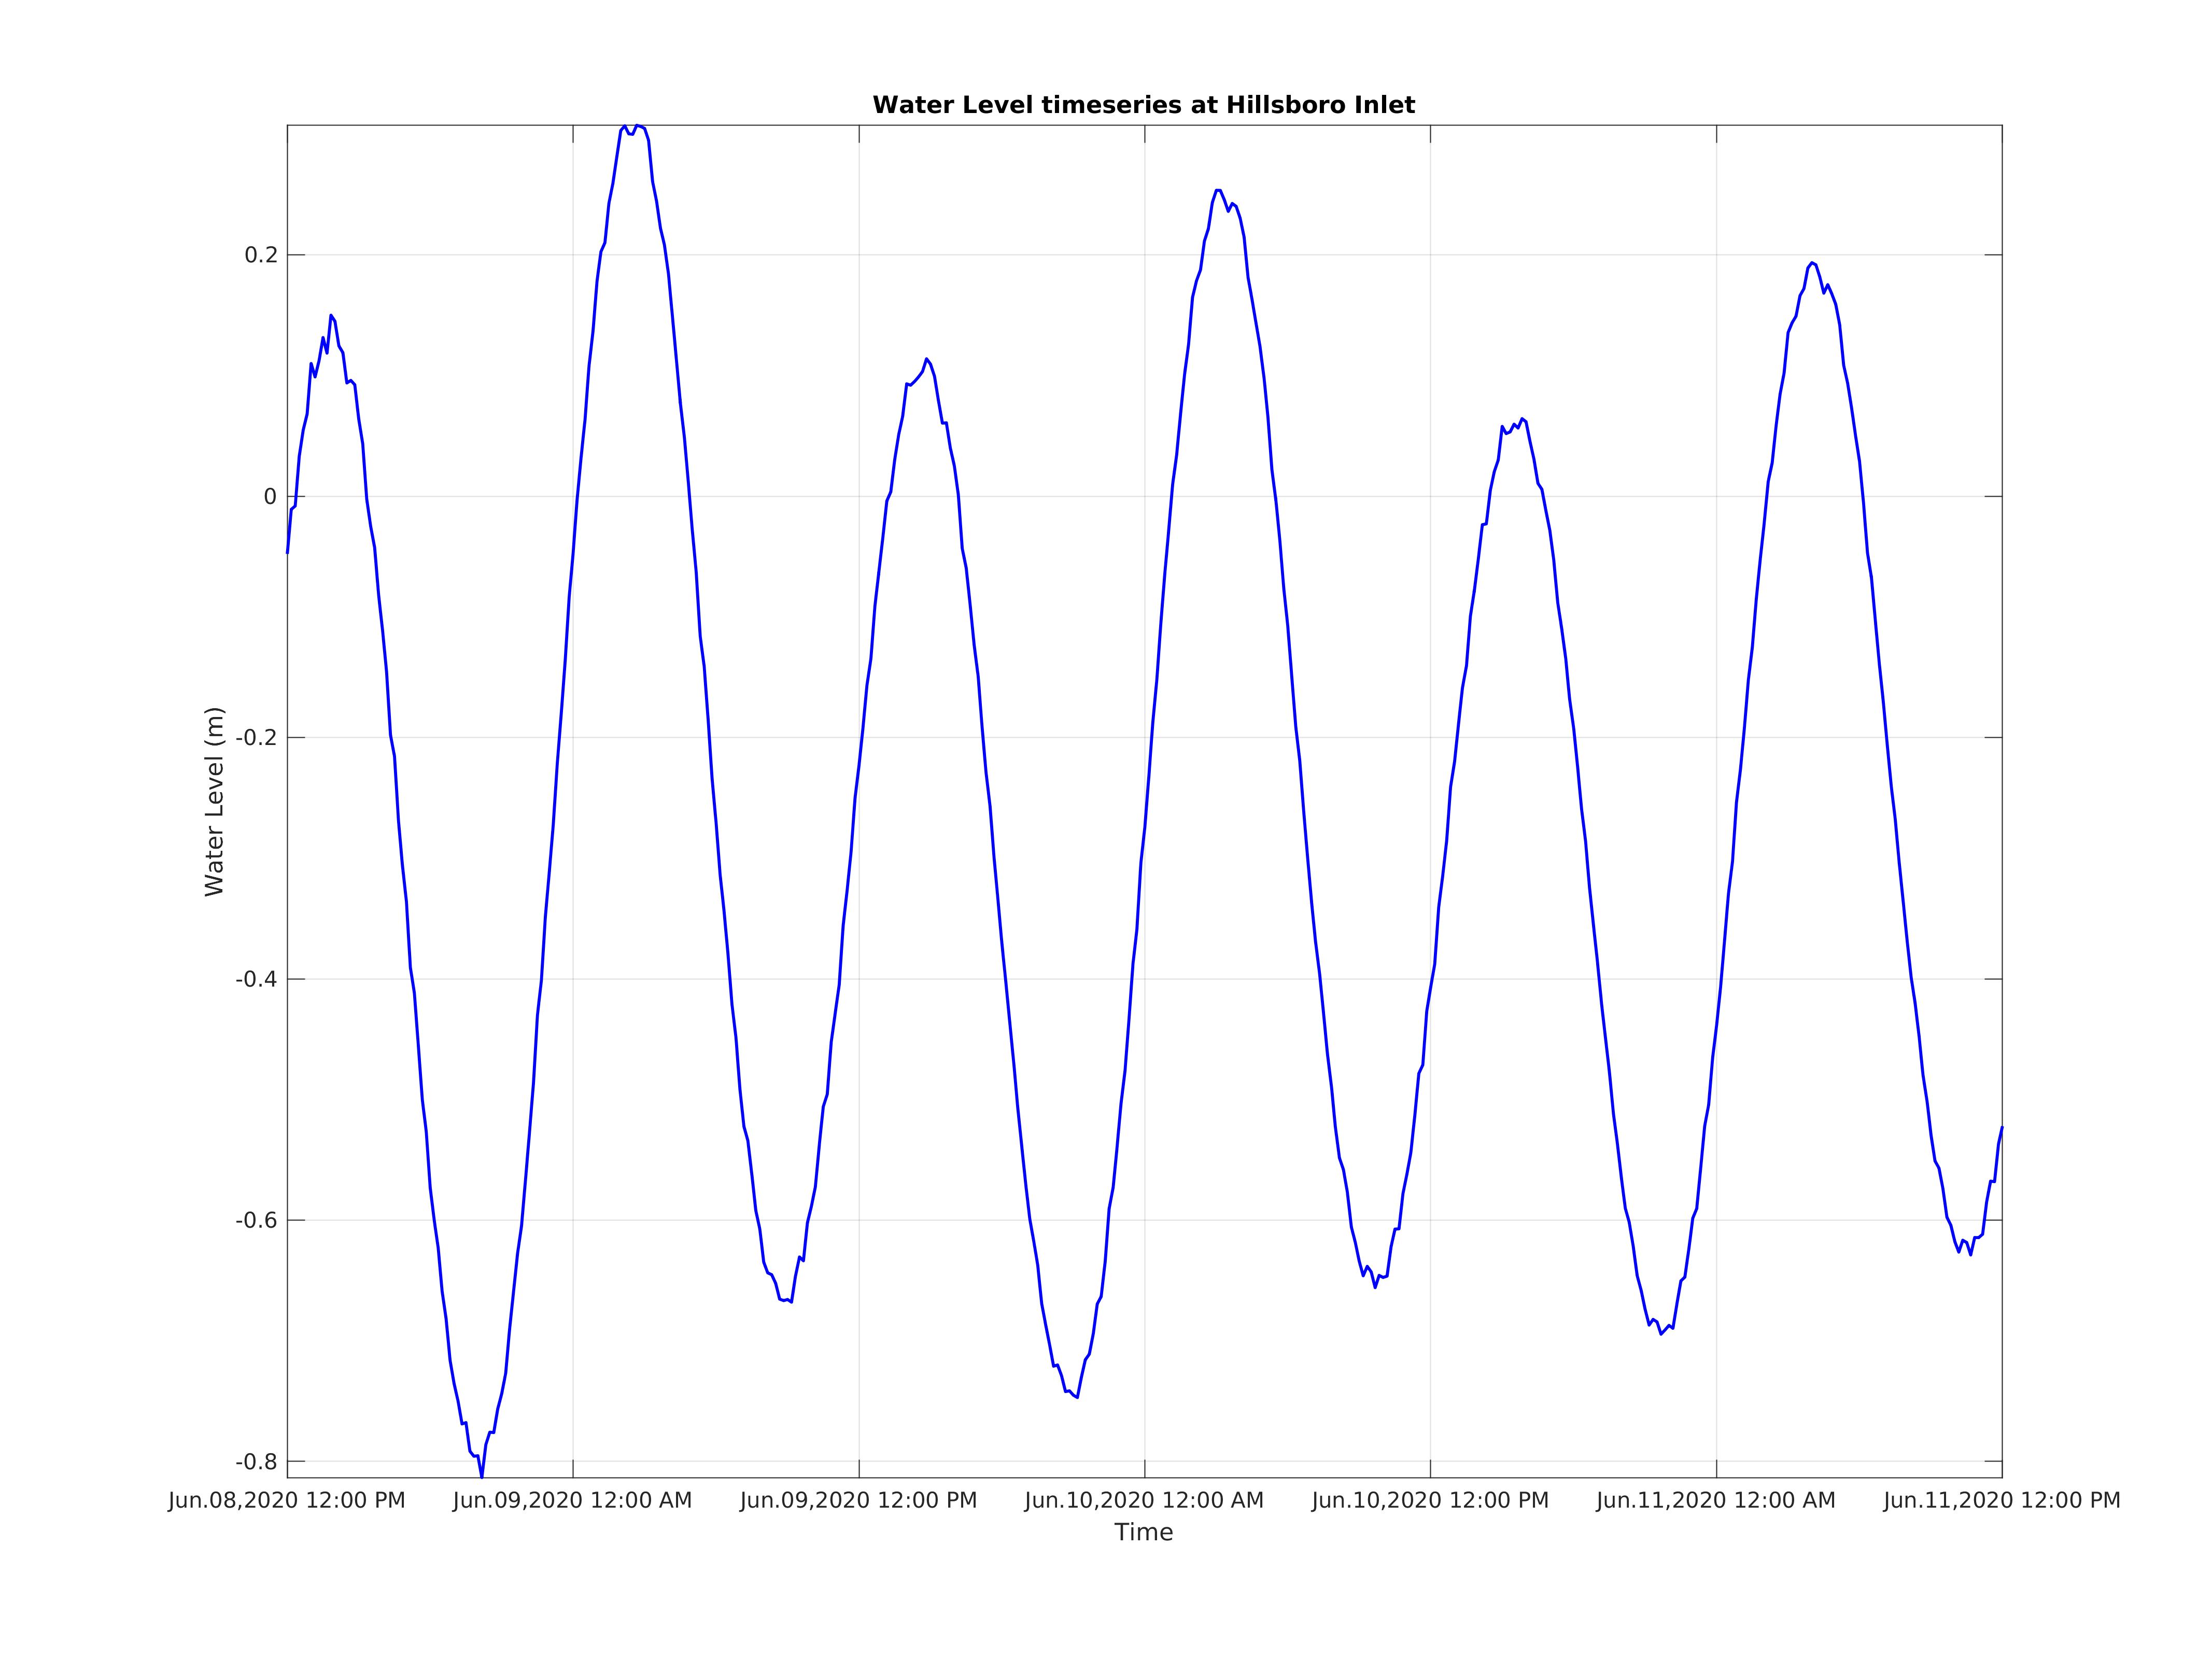 Water Level timeseries at Hillsboro Inlet
0.2
0
-0.2
-0.4
-0.6
-0.8
Water Level (m)
Jun.08,2020 12:00 PM
Jun.09,2020 12:00 AM
Jun.09,2020 12:00 PM
Jun.10,2020 12:00 AM
Jun.10,2020 12:00 PM
Jun.11,2020 12:00 AM
Jun.11,2020 12:00 PM
Time